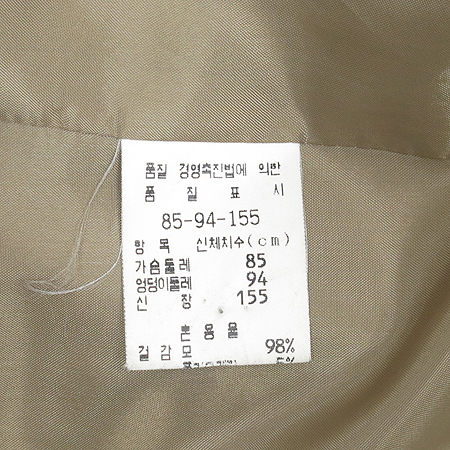 품질 경영촉진법에 의한
품 질 표 시
85-94-155
항 목 신체치수(cm)
가슴둘레 85
엉덩이둘레 94
신 장 155
혼 용 율
겉감 모 98%